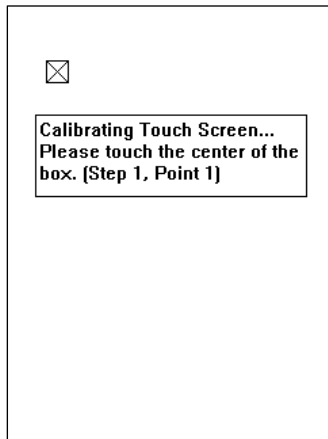 Calibrating Touch Screen...
Please touch the center of the
box. (Step 1, Point 1)